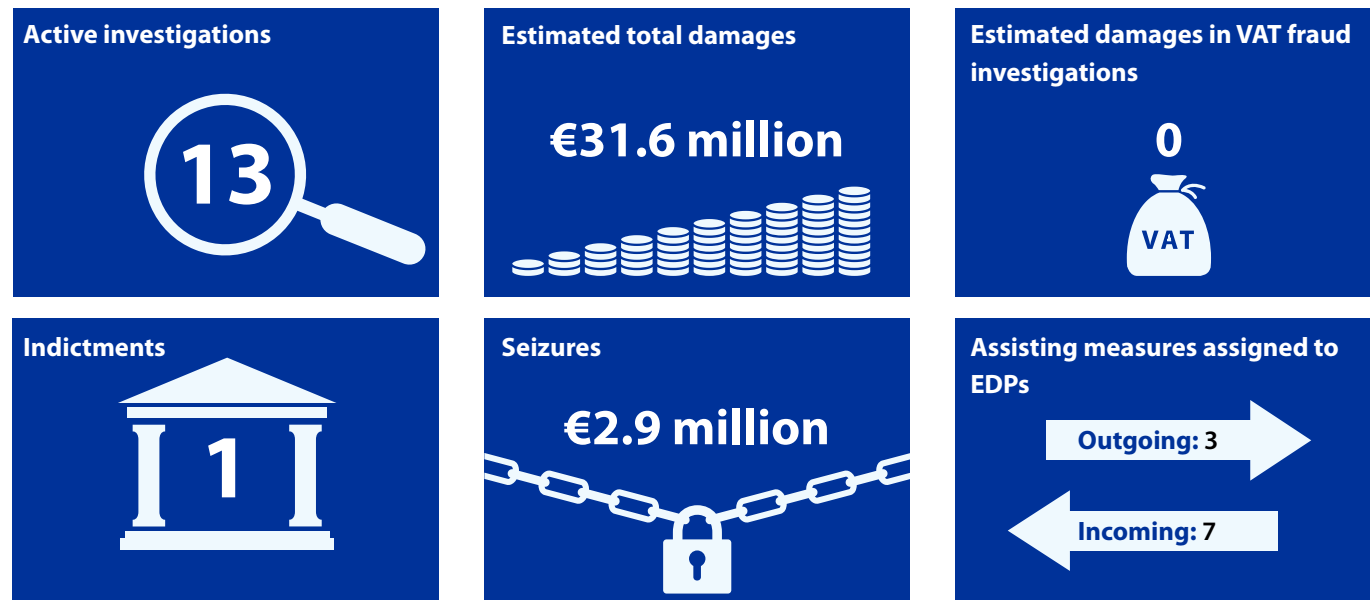 Active investigations
13
Estimated total damages
€31.6 million
Estimated damages in VAT fraud
investigations
0
VAT
Indictments
1
Seizures
€2.9 million
Assisting measures assigned to
EDPs
Outgoing: 3
Incoming: 7